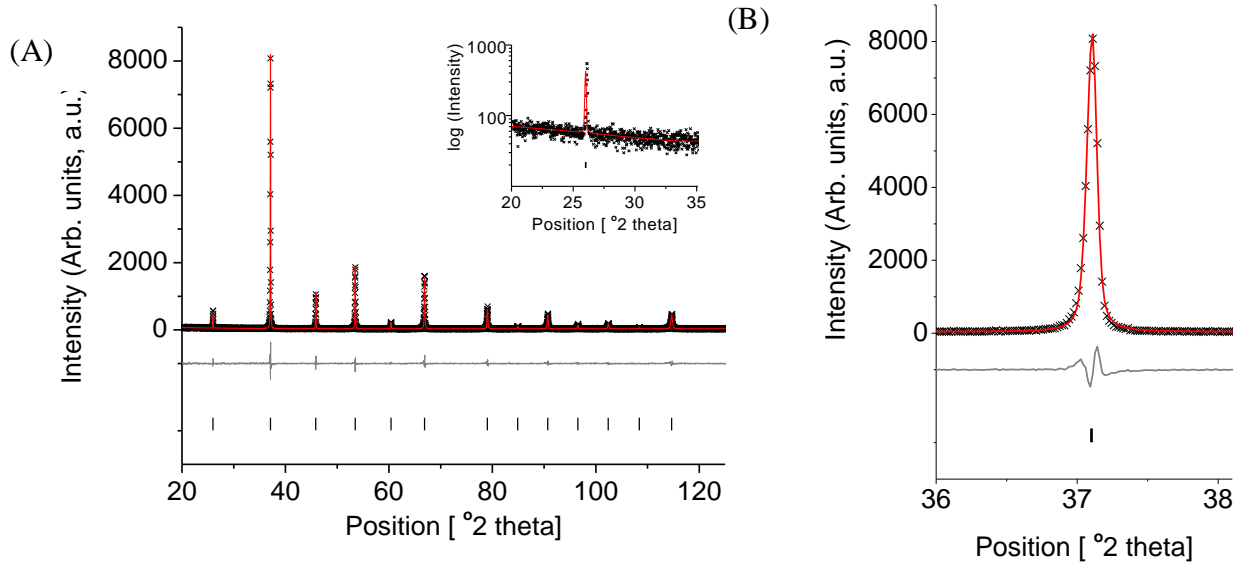 (A)
Intensity (Arb. units, a.u.)
8000
6000
4000
2000
0
20 40 60 80 100 120
Position [ °2 theta]
log (Intensity)
1000
100
20 25 30 35
Position [ °2 theta]
(B)
Intensity (Arb. units, a.u.)
8000
6000
4000
2000
0
36 37 38
Position [ °2 theta]